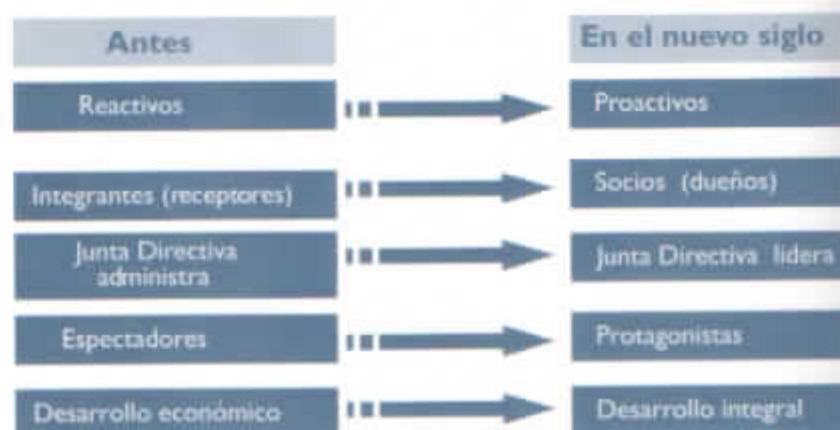 Antes
En el nuevo siglo
Reactivos
Proactivos
Integrantes (receptores)
Socios (dueños)
Junta Directiva
administra
Junta Directiva lidera
Espectadores
Protagonistas
Desarrollo económico
Desarrollo integral